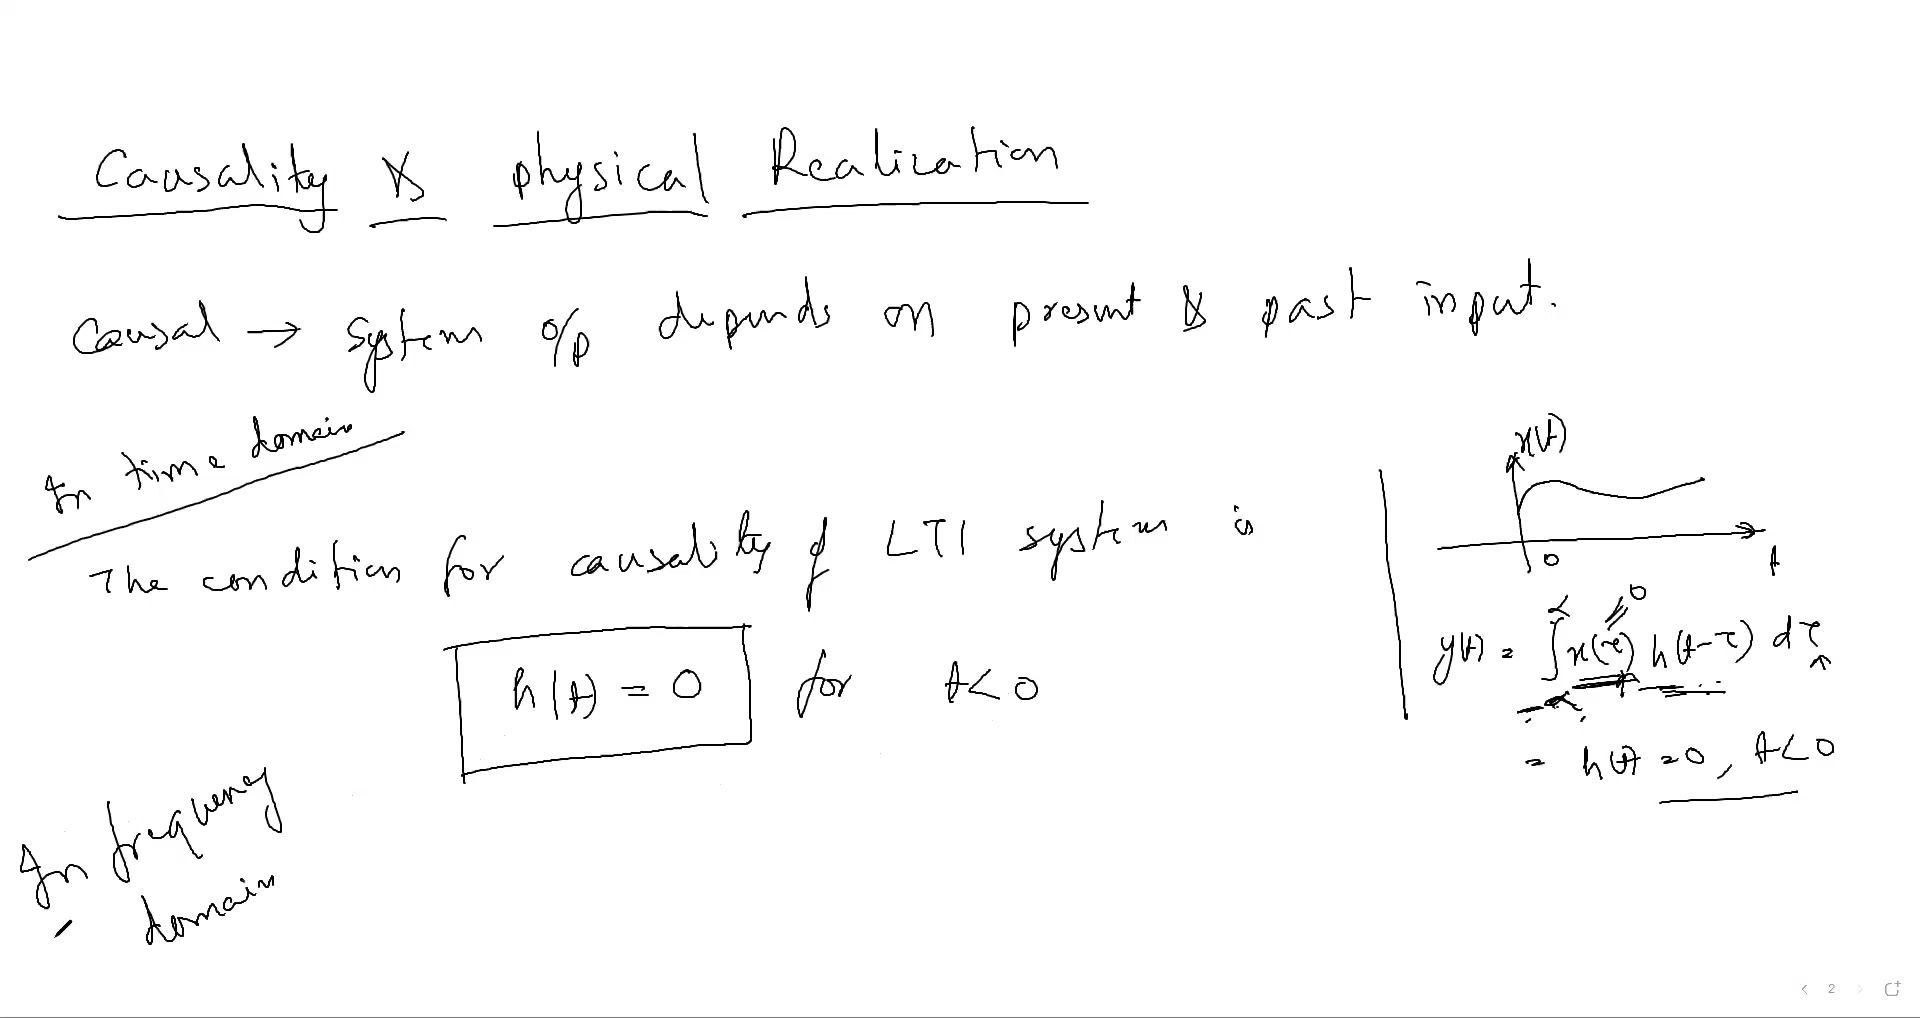 Causality & physical Realization
Causal → System o/p depends on present & past input.
In time domain
The condition for causality of LTI system is
h(t) = 0 for t<0
In frequency
domain
x(t)
0
t
y(t) = ∫ x(τ) h(t-τ) dτ
= h(t) = 0, t<0
2